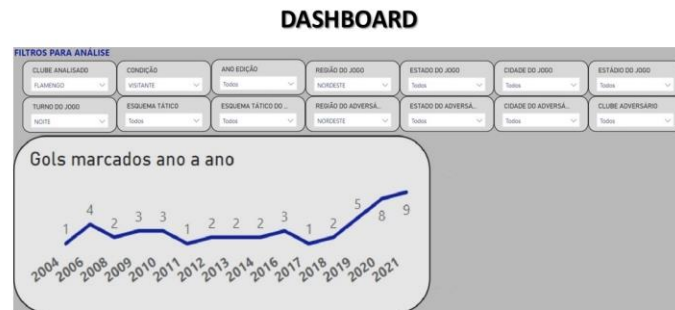 DASHBOARD
FILTROS PARA ANÁLISE
CLUBE ANALISADO CONDIÇÃO ANO EDIÇÃO REGIÃO DO JOGO ESTADO DO JOGO CIDADE DO JOGO ESTÁDIO DO JOGO
FLAMENGO VISITANTE Todos NORDESTE Todos Todos Todos
TURNO DO JOGO ESQUEMA TÁTICO ESQUEMA TÁTICO DO ... REGIÃO DO ADVERSÁ... ESTADO DO ADVERSÁ... CIDADE DO ADVERSÁ... CLUBE ADVERSÁRIO
NOITE Todos Todos NORDESTE Todos Todos Todos
Gols marcados ano a ano
1 4 2 3 3 1 2 2 2 3 1 2 5 8 9
2004 2006 2008 2009 2010 2011 2012 2013 2014 2016 2017 2018 2019 2020 2021